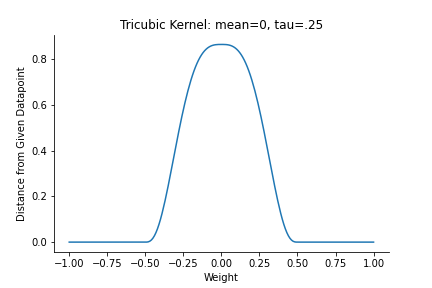 Tricubic Kernel: mean=0, tau=.25
Distance from Given Datapoint
0.8
0.6
0.4
0.2
0.0
−1.00 −0.75 −0.50 −0.25 0.00 0.25 0.50 0.75 1.00
Weight